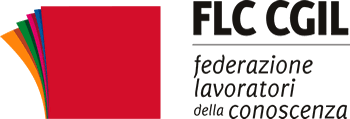 FLC CGIL
federazione
lavoratori
della conoscenza